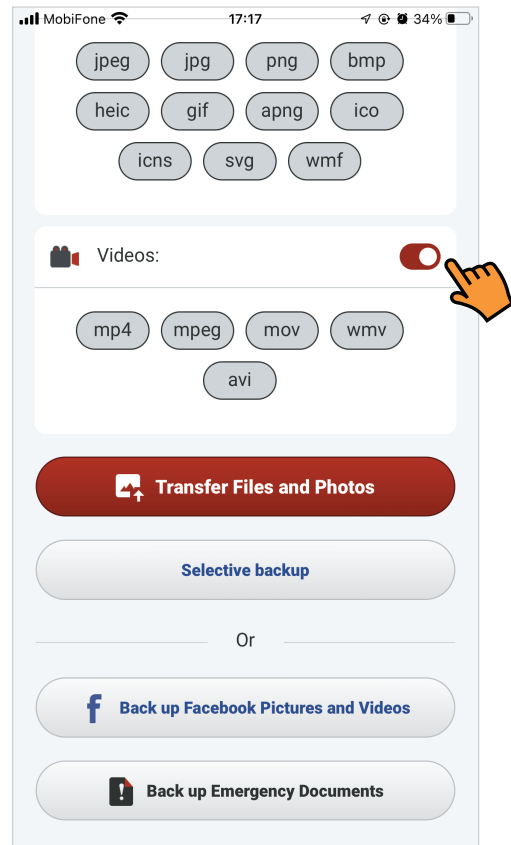 MobiFone 17:17 34%
jpeg jpg png bmp
heic gif apng ico
icns svg wmf
Videos:
mp4 mpeg mov wmv
avi
Transfer Files and Photos
Selective backup
Or
f Back up Facebook Pictures and Videos
Back up Emergency Documents